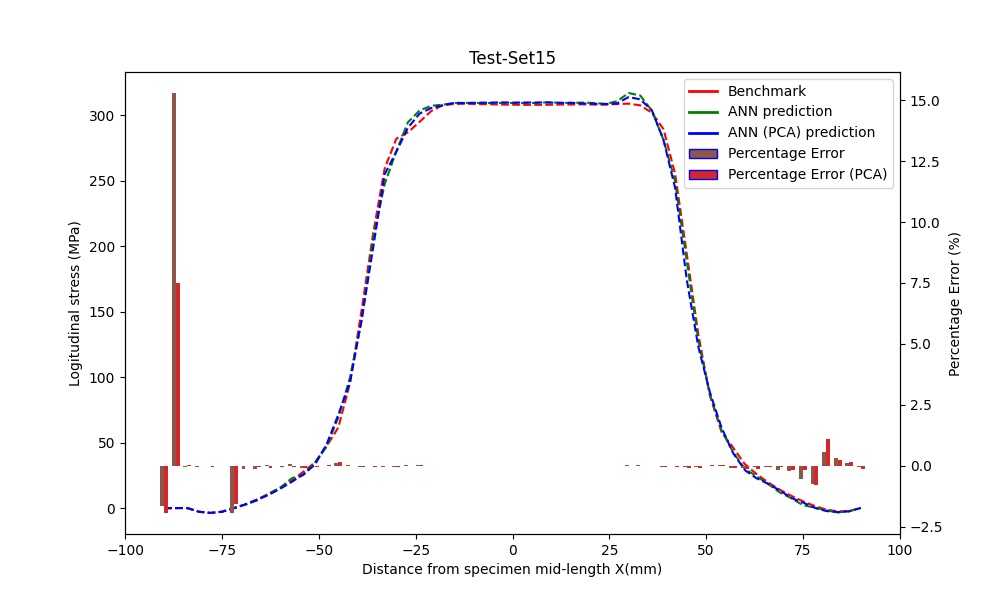 Test-Set15
Benchmark
ANN prediction
ANN (PCA) prediction
Percentage Error
Percentage Error (PCA)
Logitudinal stress (MPa)
300
250
200
150
100
50
0
15.0
12.5
10.0
7.5
5.0
2.5
0.0
−2.5
Percentage Error (%)
−100 −75 −50 −25 0 25 50 75 100
Distance from specimen mid-length X(mm)